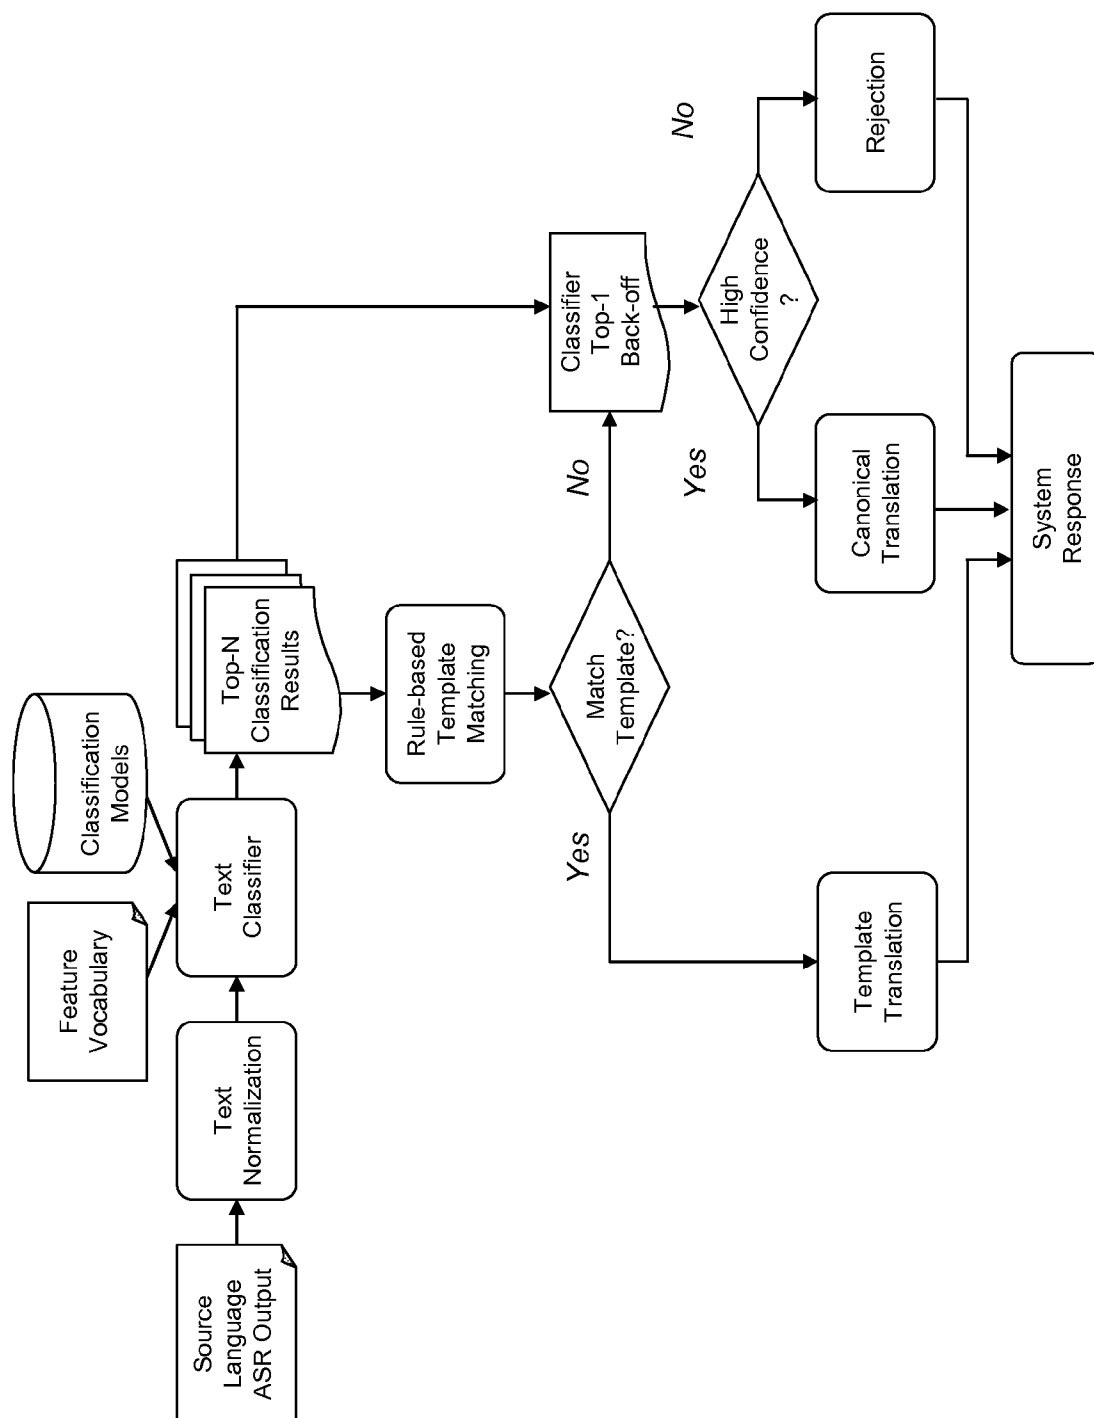 Source
Language
ASR Output
Text
Normalization
Feature
Vocabulary
Text
Classifier
Classification
Models
Top-N
Classification
Results
Rule-based
Template
Matching
Match
Template?
Yes
No
Classifier
Top-1
Back-off
High
Confidence
?
Yes
No
Template
Translation
Canonical
Translation
Rejection
System
Response